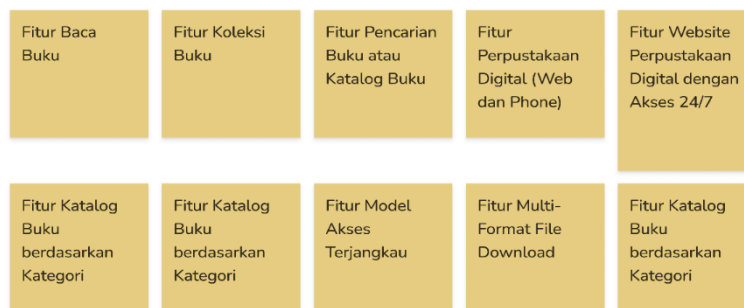 Fitur Baca
Buku
Fitur Koleksi
Buku
Fitur Pencarian
Buku atau
Katalog Buku
Fitur
Perpustakaan
Digital (Web
dan Phone)
Fitur Website
Perpustakaan
Digital dengan
Akses 24/7
Fitur Katalog
Buku
berdasarkan
Kategori
Fitur Katalog
Buku
berdasarkan
Kategori
Fitur Model
Akses
Terjangkau
Fitur Multi-
Format File
Download
Fitur Katalog
Buku
berdasarkan
Kategori